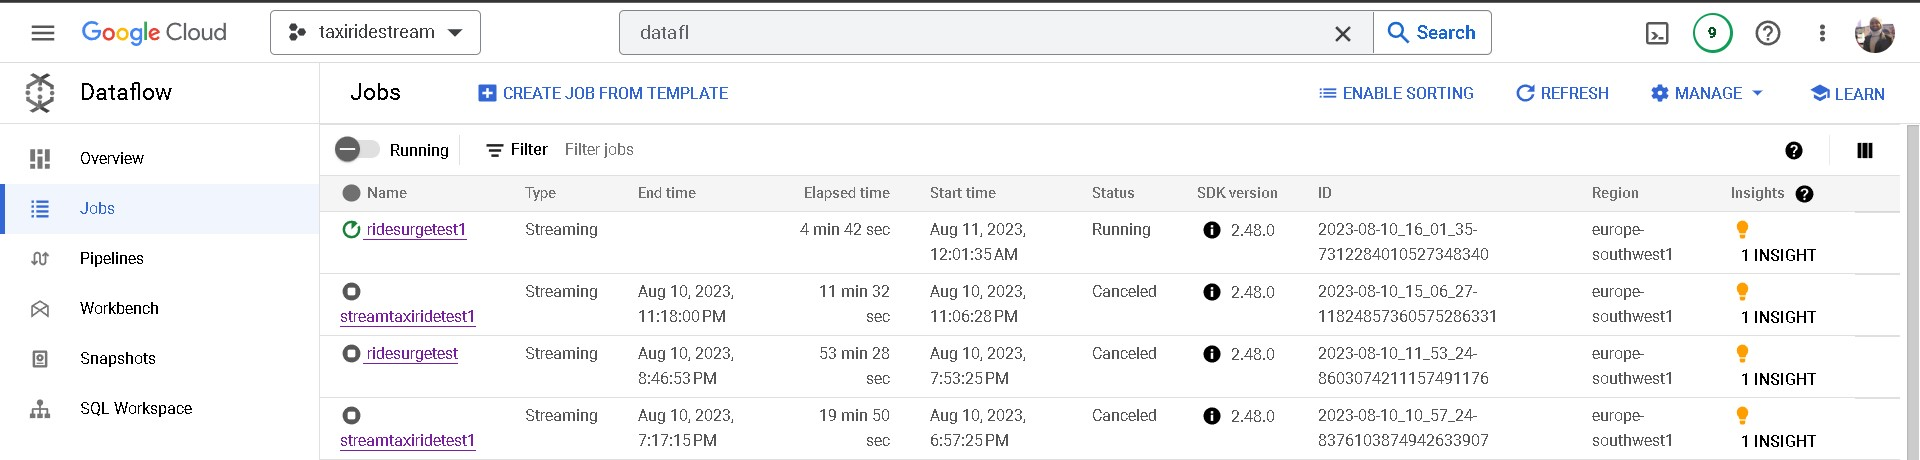 Google Cloud
taxiridestream
datafl
Search
9
Dataflow
Jobs
CREATE JOB FROM TEMPLATE
ENABLE SORTING
REFRESH
MANAGE
LEARN
Overview
Jobs
Pipelines
Workbench
Snapshots
SQL Workspace
Running
Filter
Filter jobs
Name Type End time Elapsed time Start time Status SDK version ID Region Insights
ridesurgetest1 Streaming 4 min 42 sec Aug 11, 2023, Running 2.48.0 2023-08-10_16_01_35- europe-
12:01:35 AM 7312284010527348340 southwest1 1 INSIGHT
Streaming Aug 10, 2023, 11 min 32 Aug 10, 2023, Canceled 2.48.0 2023-08-10_15_06_27- europe-
streamtaxiridetest1 11:18:00 PM sec 11:06:28 PM 11824857360575286331 southwest1 1 INSIGHT
ridesurgetest Streaming Aug 10, 2023, 53 min 28 Aug 10, 2023, Canceled 2.48.0 2023-08-10_11_53_24- europe-
8:46:53 PM sec 7:53:25 PM 8603074211157491176 southwest1 1 INSIGHT
Streaming Aug 10, 2023, 19 min 50 Aug 10, 2023, Canceled 2.48.0 2023-08-10_10_57_24- europe-
streamtaxiridetest1 7:17:15 PM sec 6:57:25 PM 8376103874942633907 southwest1 1 INSIGHT